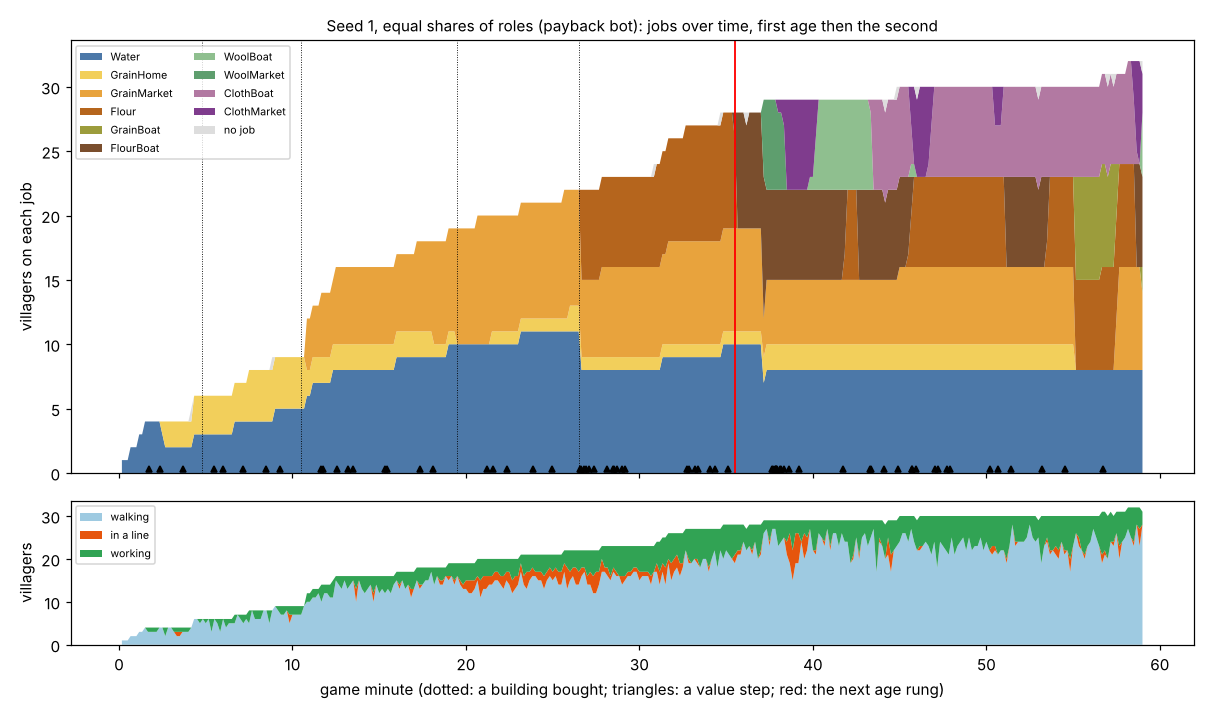 Seed 1, equal shares of roles (payback bot): jobs over time, first age then the second
villagers on each job
30
25
20
15
10
5
0
Water
GrainHome
GrainMarket
Flour
GrainBoat
FlourBoat
WoolBoat
WoolMarket
ClothBoat
ClothMarket
no job
villagers
30
20
10
0
walking
in a line
working
0
10
20
30
40
50
60
game minute (dotted: a building bought; triangles: a value step; red: the next age rung)